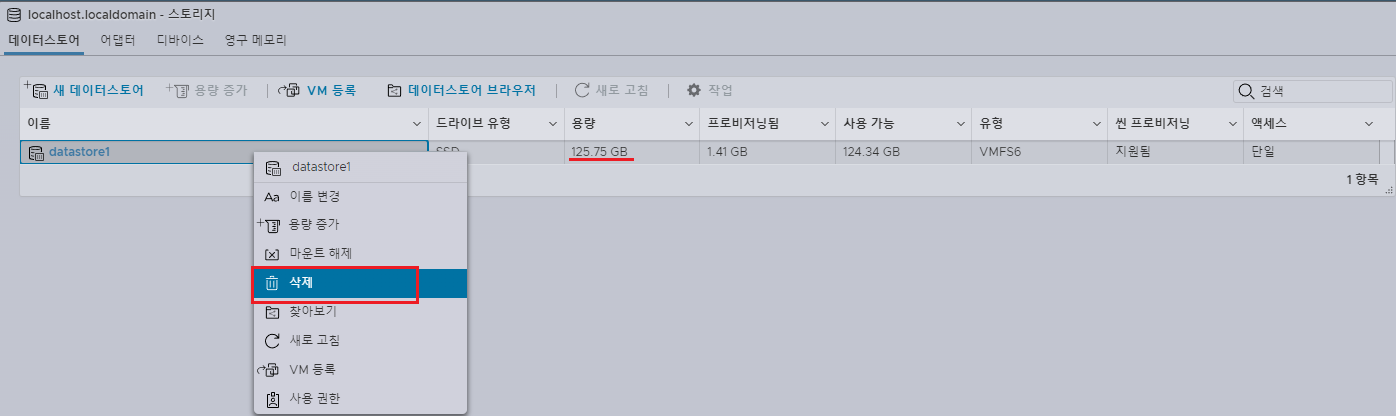 localhost.localdomain - 스토리지
데이터스토어 어댑터 디바이스 영구 메모리
새 데이터스토어 용량 증가 VM 등록 데이터스토어 브라우저 새로 고침 작업 검색
이름 드라이브 유형 용량 프로비저닝됨 사용 가능 유형 씬 프로비저닝 액세스
datastore1 SSD 125.75 GB 1.41 GB 124.34 GB VMFS6 지원됨 단일
1 항목
datastore1
Aa 이름 변경
용량 증가
마운트 해제
삭제
찾아보기
새로 고침
VM 등록
사용 권한